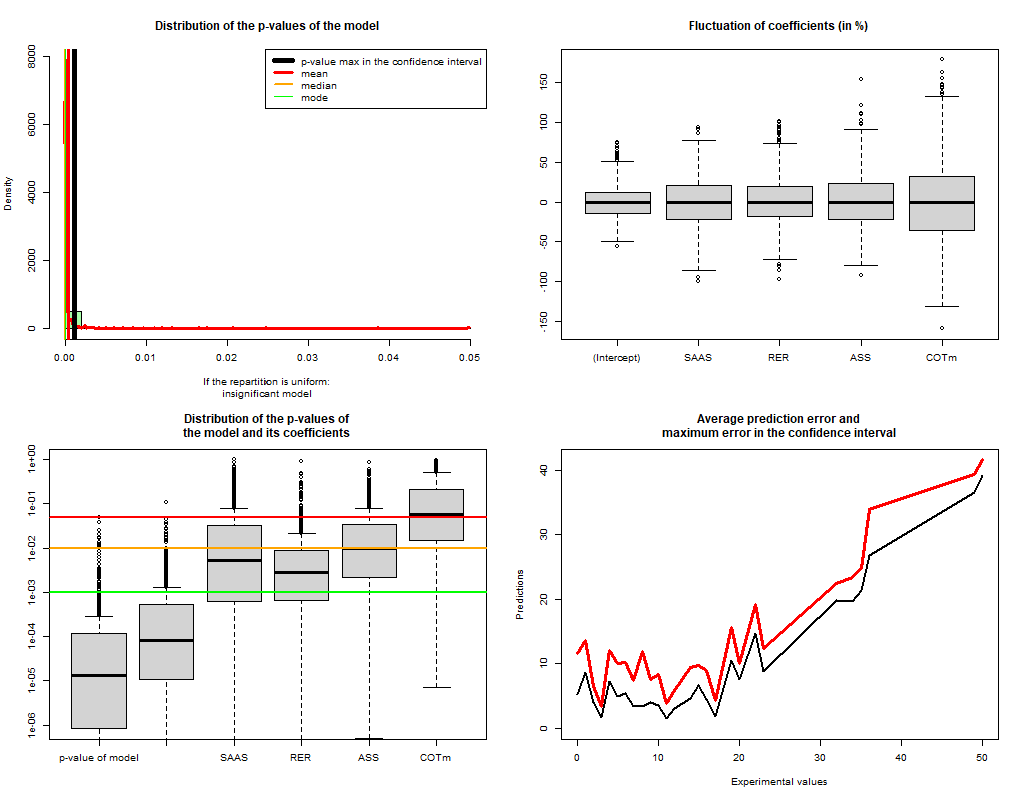 Distribution of the p-values of the model
8000
6000
4000
2000
0
Density
p-value max in the confidence interval
mean
median
mode
0.00 0.01 0.02 0.03 0.04 0.05
If the repartition is uniform:
insignificant model
Fluctuation of coefficients (in %)
150
100
50
0
-50
-100
-150
(Intercept) SAAS RER ASS COTm
Distribution of the p-values of
the model and its coefficients
1e+00
1e-01
1e-02
1e-03
1e-04
1e-05
1e-06
p-value of model SAAS RER ASS COTm
Average prediction error and
maximum error in the confidence interval
40
30
20
10
0
Predictions
0 10 20 30 40 50
Experimental values